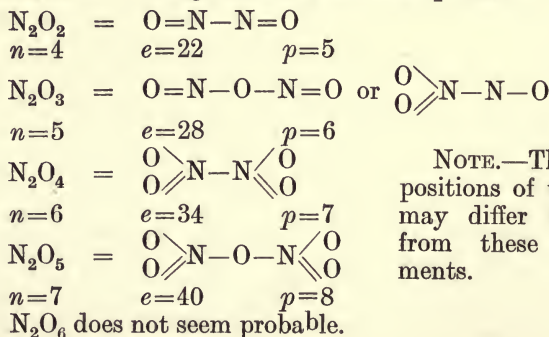 N₂O₂ = O=N—N=O
n=4 e=22 p=5
N₂O₃ = O=N—O—N=O or O O N—N—O
n=5 e=28 p=6
N₂O₄ = O O N—N O O
n=6 e=34 p=7
N₂O₅ = O O N—O—N O O
n=7 e=40 p=8
N₂O₆ does not seem probable.
NOTE.—Th
positions of
may differ
from these
ments.